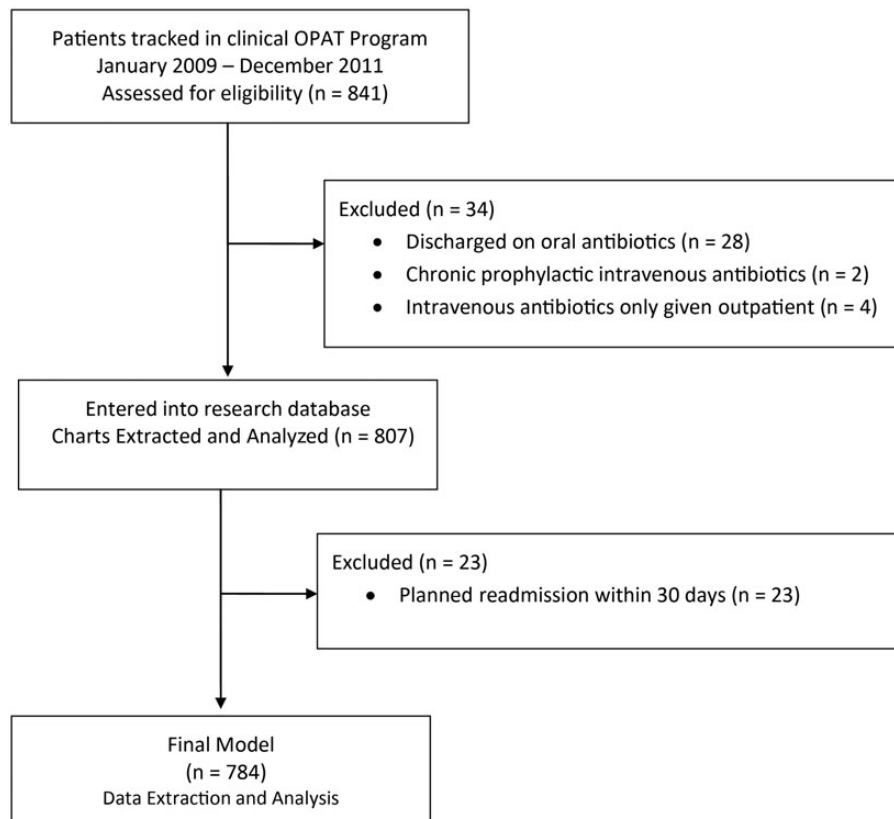 Patients tracked in clinical OPAT Program
January 2009 – December 2011
Assessed for eligibility (n = 841)
Excluded (n = 34)
• Discharged on oral antibiotics (n = 28)
• Chronic prophylactic intravenous antibiotics (n = 2)
• Intravenous antibiotics only given outpatient (n = 4)
Entered into research database
Charts Extracted and Analyzed (n = 807)
Excluded (n = 23)
• Planned readmission within 30 days (n = 23)
Final Model
(n = 784)
Data Extraction and Analysis